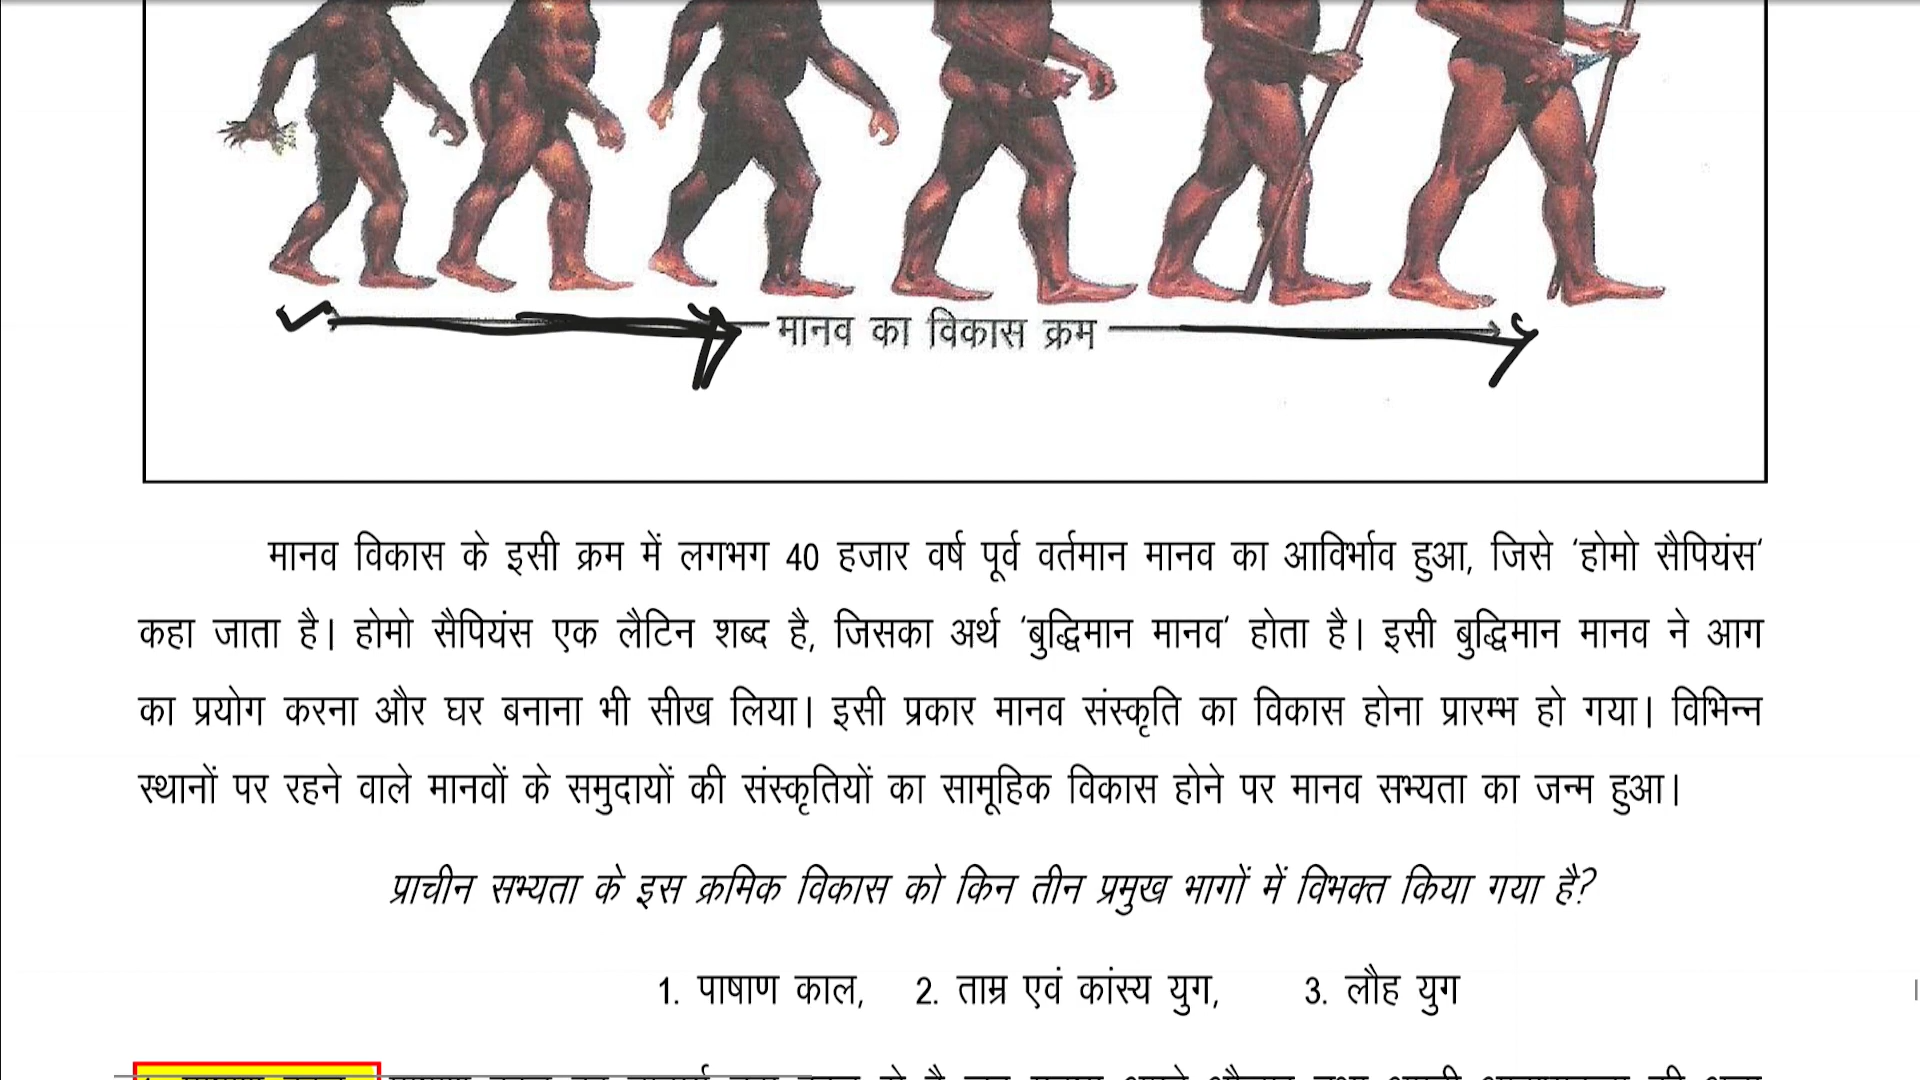 मानव का विकास क्रम
मानव विकास के इसी क्रम में लगभग 40 हजार वर्ष पूर्व वर्तमान मानव का आविर्भाव हुआ, जिसे ‘होमो सैपियंस‘
कहा जाता है। होमो सैपियंस एक लैटिन शब्द है, जिसका अर्थ ‘बुद्धिमान मानव‘ होता है। इसी बुद्धिमान मानव ने आग
का प्रयोग करना और घर बनाना भी सीख लिया। इसी प्रकार मानव संस्कृति का विकास होना प्रारम्भ हो गया। विभिन्न
स्थानों पर रहने वाले मानवों के समुदायों की संस्कृतियों का सामूहिक विकास होने पर मानव सभ्यता का जन्म हुआ।
प्राचीन सभ्यता के इस क्रमिक विकास को किन तीन प्रमुख भागों में विभक्त किया गया है?
1. पाषाण काल, 2. ताम्र एवं कांस्य युग, 3. लौह युग